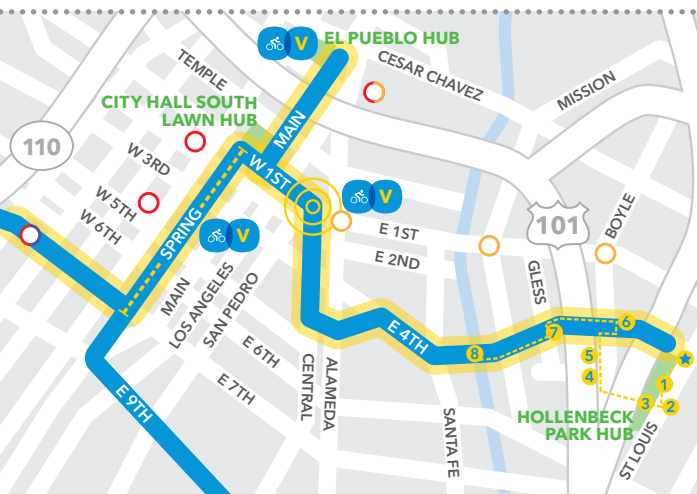 V
EL PUEBLO HUB
TEMPLE
CESAR CHAVEZ
MISSION
CITY HALL SOUTH
LAWN HUB
MAIN
110
W 3RD
W 1ST
V
W 5TH
W 6TH
SPRING
V
E 1ST
E 2ND
101
BOYLE
MAIN
LOS ANGELES
SAN PEDRO
GLESS
E 6TH
E 7TH
E 4TH
8
7
6
5
4
3
1
2
CENTRAL
ALAMEDA
E 9TH
SANTA FE
HOLLENBECK
PARK HUB
ST LOUIS